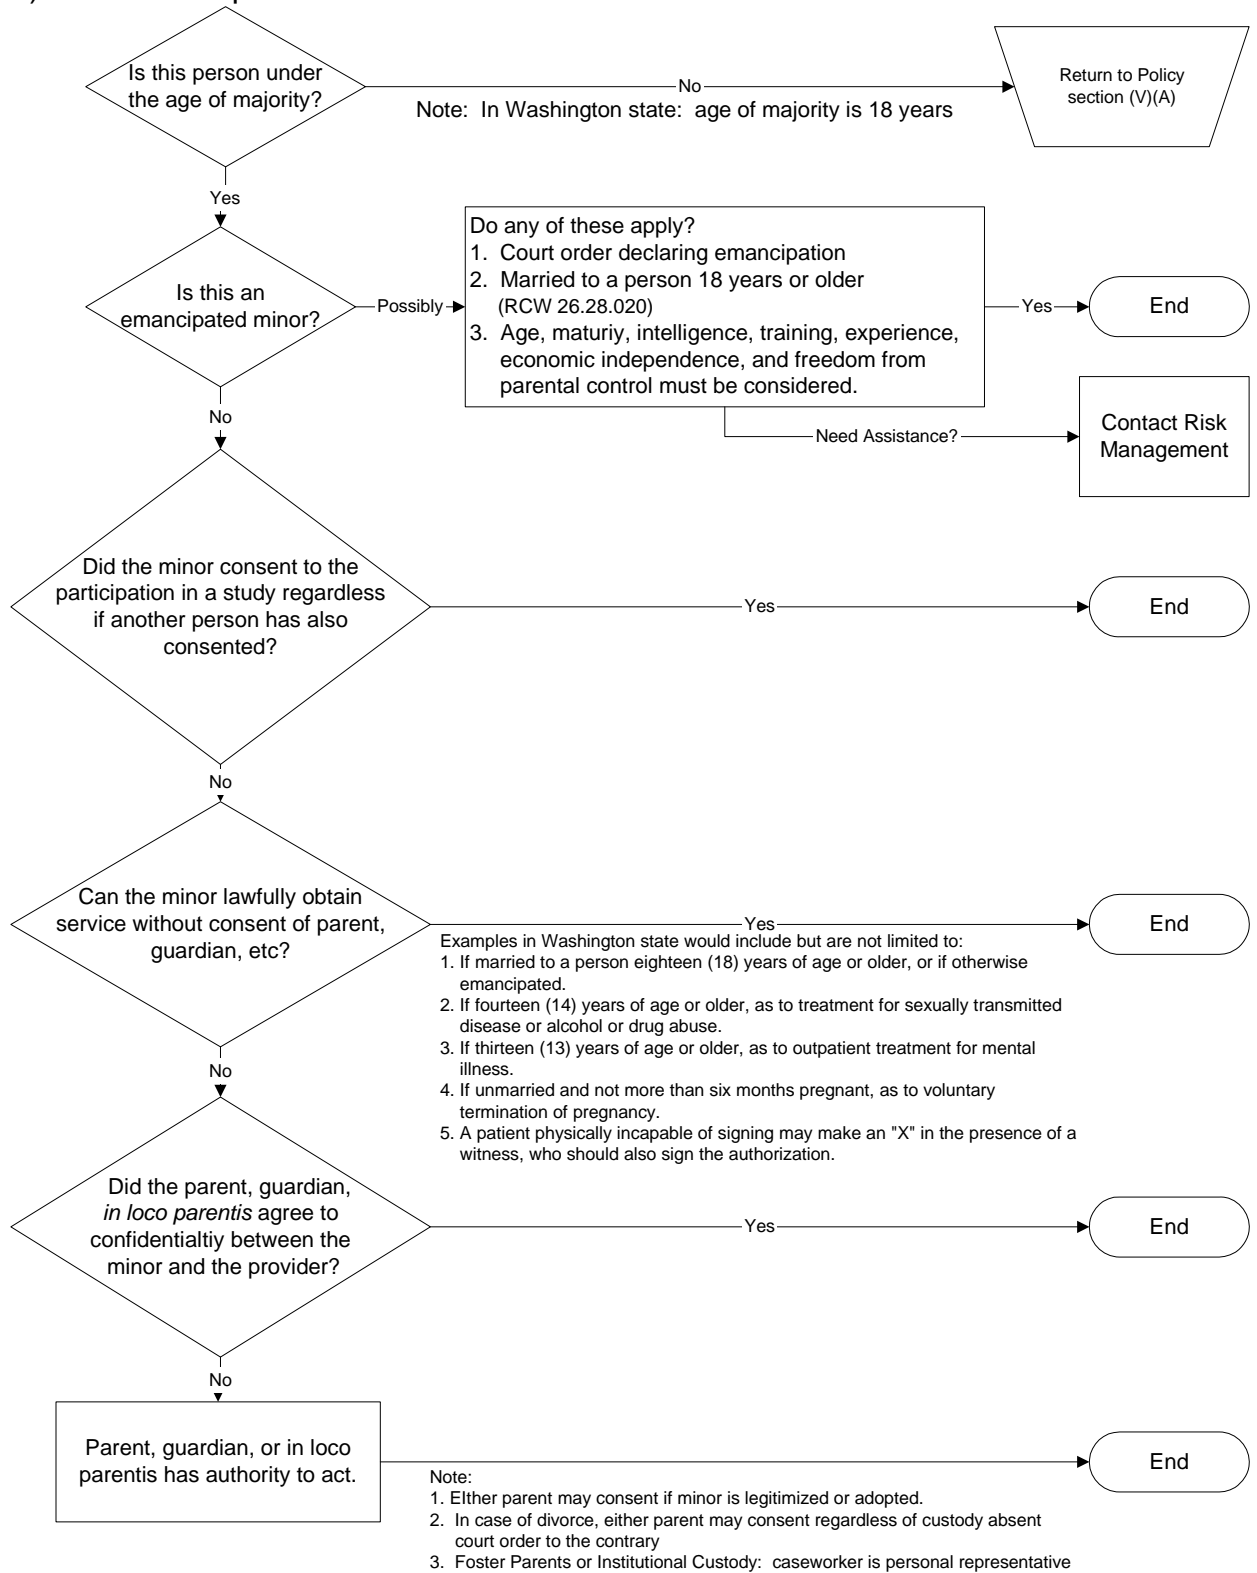 Is this person under
the age of majority?
No
Note: In Washington state: age of majority is 18 years
Return to Policy
section (V)(A)
Yes
Is this an
emancipated minor?
Possibly
Do any of these apply?
1. Court order declaring emancipation
2. Married to a person 18 years or older
(RCW 26.28.020)
3. Age, maturiy, intelligence, training, experience,
economic independence, and freedom from
parental control must be considered.
Yes
End
Need Assistance?
Contact Risk
Management
No
Did the minor consent to the
participation in a study regardless
if another person has also
consented?
Yes
End
No
Can the minor lawfully obtain
service without consent of parent,
guardian, etc?
Yes
End
Examples in Washington state would include but are not limited to:
1. If married to a person eighteen (18) years of age or older, or if otherwise
emancipated.
2. If fourteen (14) years of age or older, as to treatment for sexually transmitted
disease or alcohol or drug abuse.
3. If thirteen (13) years of age or older, as to outpatient treatment for mental
illness.
4. If unmarried and not more than six months pregnant, as to voluntary
termination of pregnancy.
5. A patient physically incapable of signing may make an "X" in the presence of a
witness, who should also sign the authorization.
No
Did the parent, guardian,
in loco parentis agree to
confidentialtiy between the
minor and the provider?
Yes
End
No
Parent, guardian, or in loco
parentis has authority to act.
End
Note:
1. EIther parent may consent if minor is legitimized or adopted.
2. In case of divorce, either parent may consent regardless of custody absent
court order to the contrary
3. Foster Parents or Institutional Custody: caseworker is personal representative